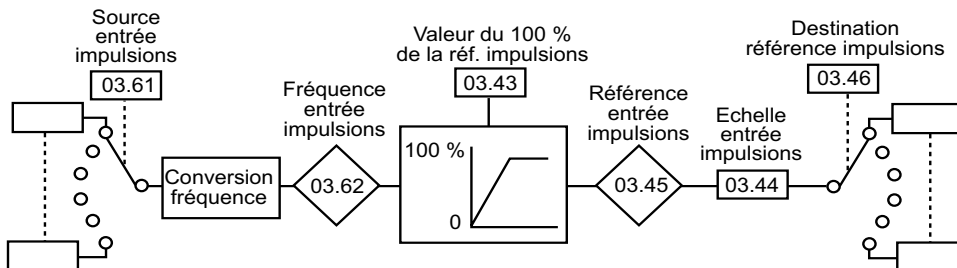 Source
entrée
impulsions
03.61
Fréquence
entrée
impulsions
Conversion
fréquence
03.62
Valeur du 100 %
de la réf. impulsions
03.43
100 %
0
Référence
entrée
impulsions
03.45
Echelle
entrée
impulsions
03.44
Destination
référence impulsions
03.46